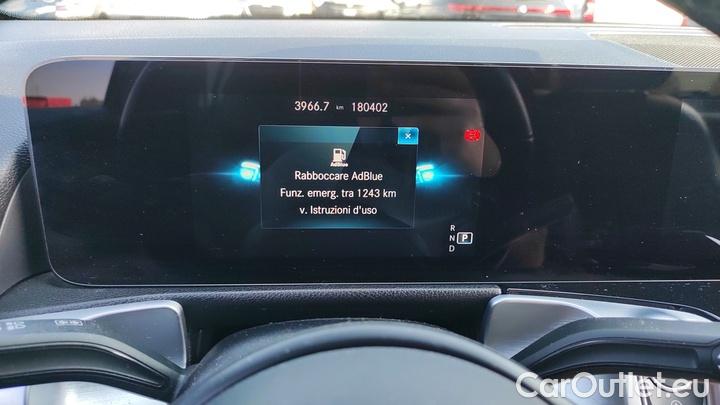 3966.7 km 180402
×
AdBlue
Rabboccare AdBlue
Funz. emerg. tra 1243 km
v. Istruzioni d'uso
R
N P
D
CarOutlet.eu